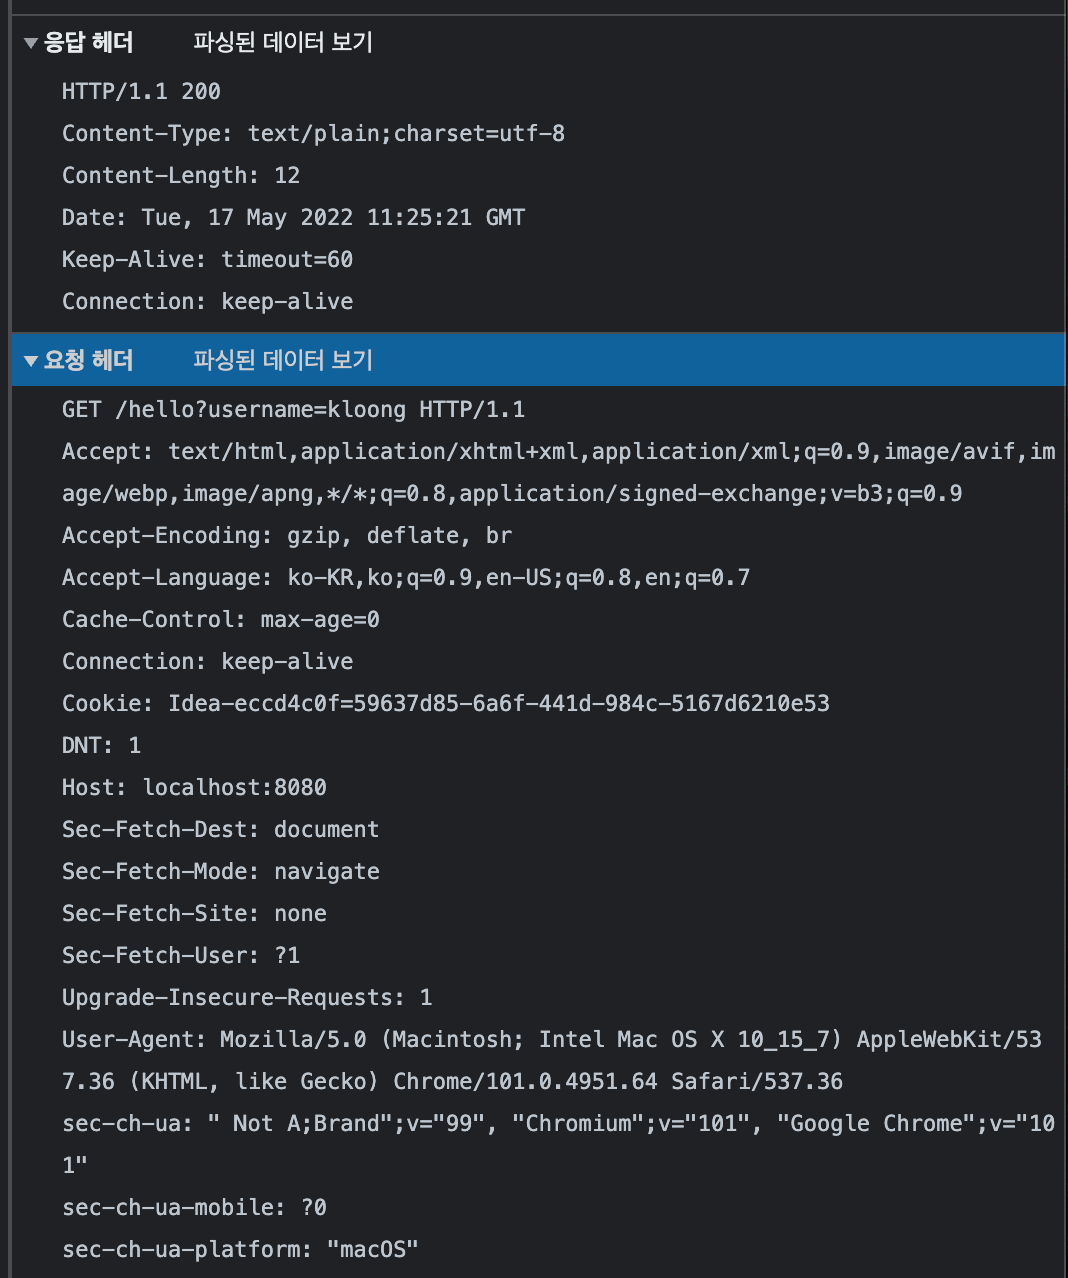 응답 헤더 파싱된 데이터 보기
HTTP/1.1 200
Content-Type: text/plain;charset=utf-8
Content-Length: 12
Date: Tue, 17 May 2022 11:25:21 GMT
Keep-Alive: timeout=60
Connection: keep-alive
요청 헤더 파싱된 데이터 보기
GET /hello?username=kloong HTTP/1.1
Accept: text/html,application/xhtml+xml,application/xml;q=0.9,image/avif,im
age/webp,image/apng,*/*;q=0.8,application/signed-exchange;v=b3;q=0.9
Accept-Encoding: gzip, deflate, br
Accept-Language: ko-KR,ko;q=0.9,en-US;q=0.8,en;q=0.7
Cache-Control: max-age=0
Connection: keep-alive
Cookie: Idea-eccd4c0f=59637d85-6a6f-441d-984c-5167d6210e53
DNT: 1
Host: localhost:8080
Sec-Fetch-Dest: document
Sec-Fetch-Mode: navigate
Sec-Fetch-Site: none
Sec-Fetch-User: ?1
Upgrade-Insecure-Requests: 1
User-Agent: Mozilla/5.0 (Macintosh; Intel Mac OS X 10_15_7) AppleWebKit/53
7.36 (KHTML, like Gecko) Chrome/101.0.4951.64 Safari/537.36
sec-ch-ua: " Not A;Brand";v="99", "Chromium";v="101", "Google Chrome";v="10
1"
sec-ch-ua-mobile: ?0
sec-ch-ua-platform: "macOS"